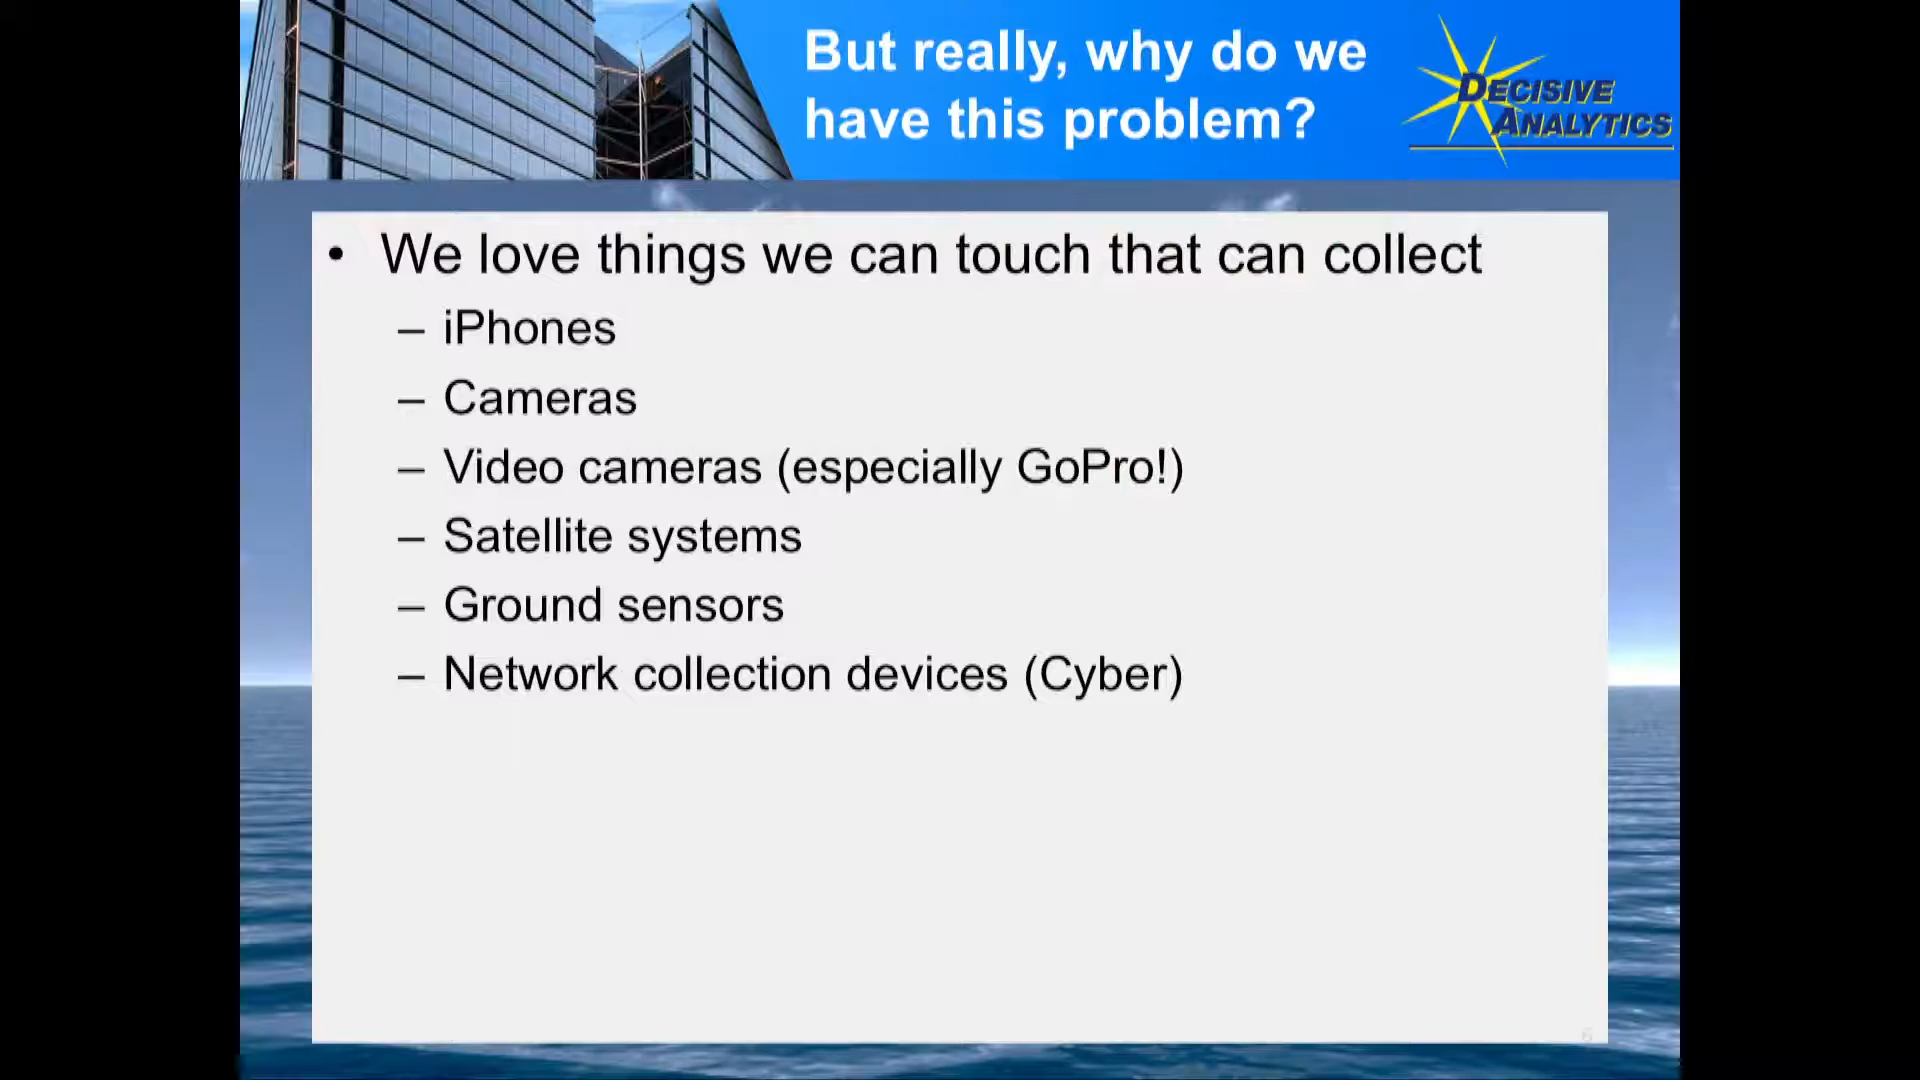 But really, why do we
have this problem?
DECISIVE
ANALYTICS
• We love things we can touch that can collect
– iPhones
– Cameras
– Video cameras (especially GoPro!)
– Satellite systems
– Ground sensors
– Network collection devices (Cyber)